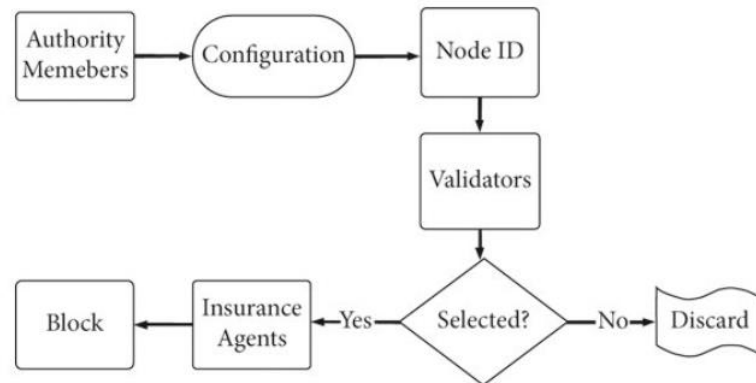 Authority
Memebers
Configuration
Node ID
Validators
Block
Insurance
Agents
Yes
Selected?
No
Discard